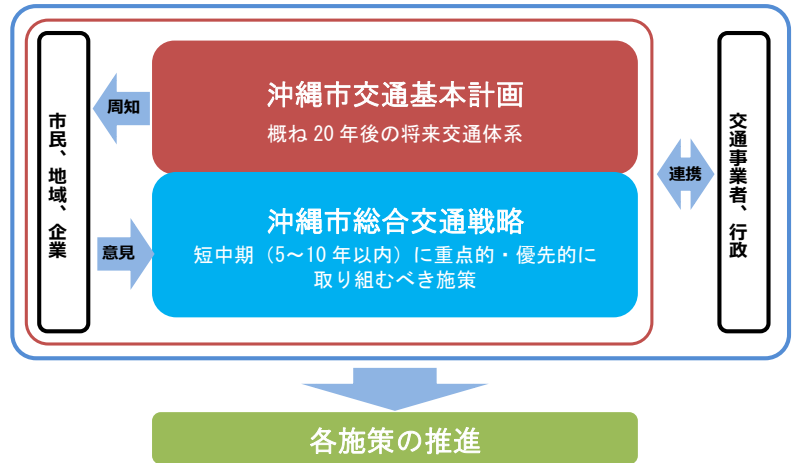 市民、地域、企業
周知
意見
沖縄市交通基本計画
概ね 20 年後の将来交通体系
沖縄市総合交通戦略
短中期（5～10 年以内）に重点的・優先的に
取り組むべき施策
連携
交通事業者、行政
各施策の推進